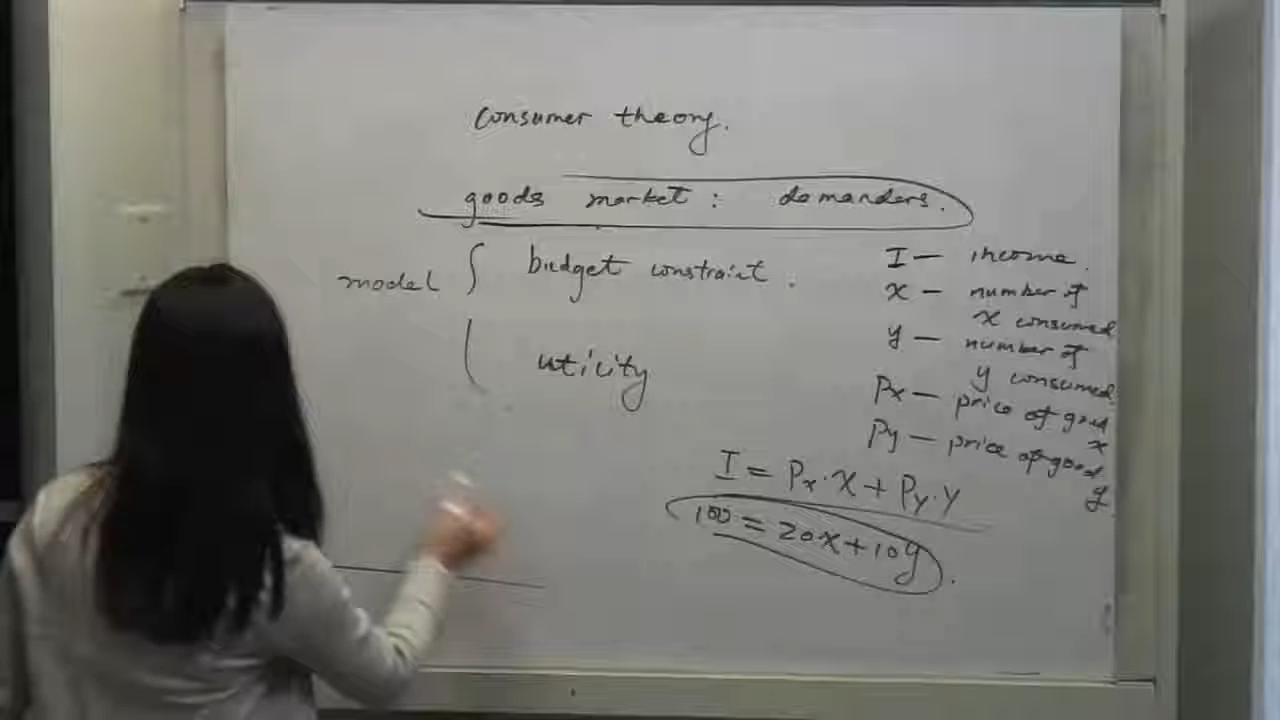 consumer theory.
goods market: demanders.
model { budget constraint.
uticity
I — income.
x — number of
x consumed
y — number of
y consumed
Px — price of good
x
Py — price of good
y
I = Px·x + Py·y
100 = 20x + 10y.